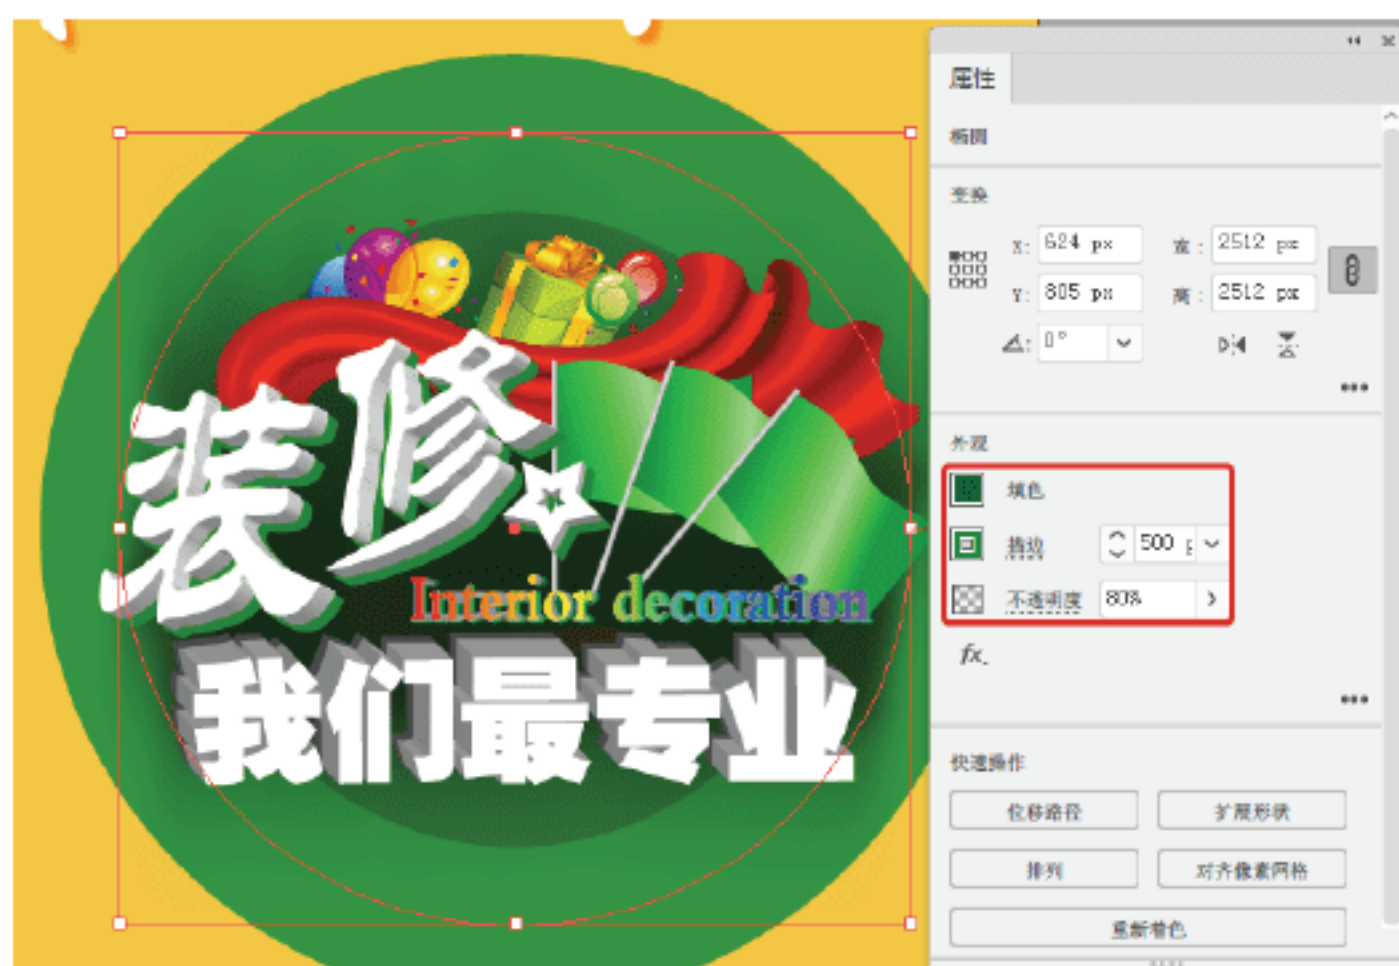 装修
Interior decoration
我们最专业
属性
椭圆
变换
X: 624 px 宽: 2512 px
Y: 805 px 高: 2512 px
0°
外观
填色
描边 500 p
不透明度 80%
fx.
快速操作
位移路径 扩展形状
排列 对齐像素网格
重新着色